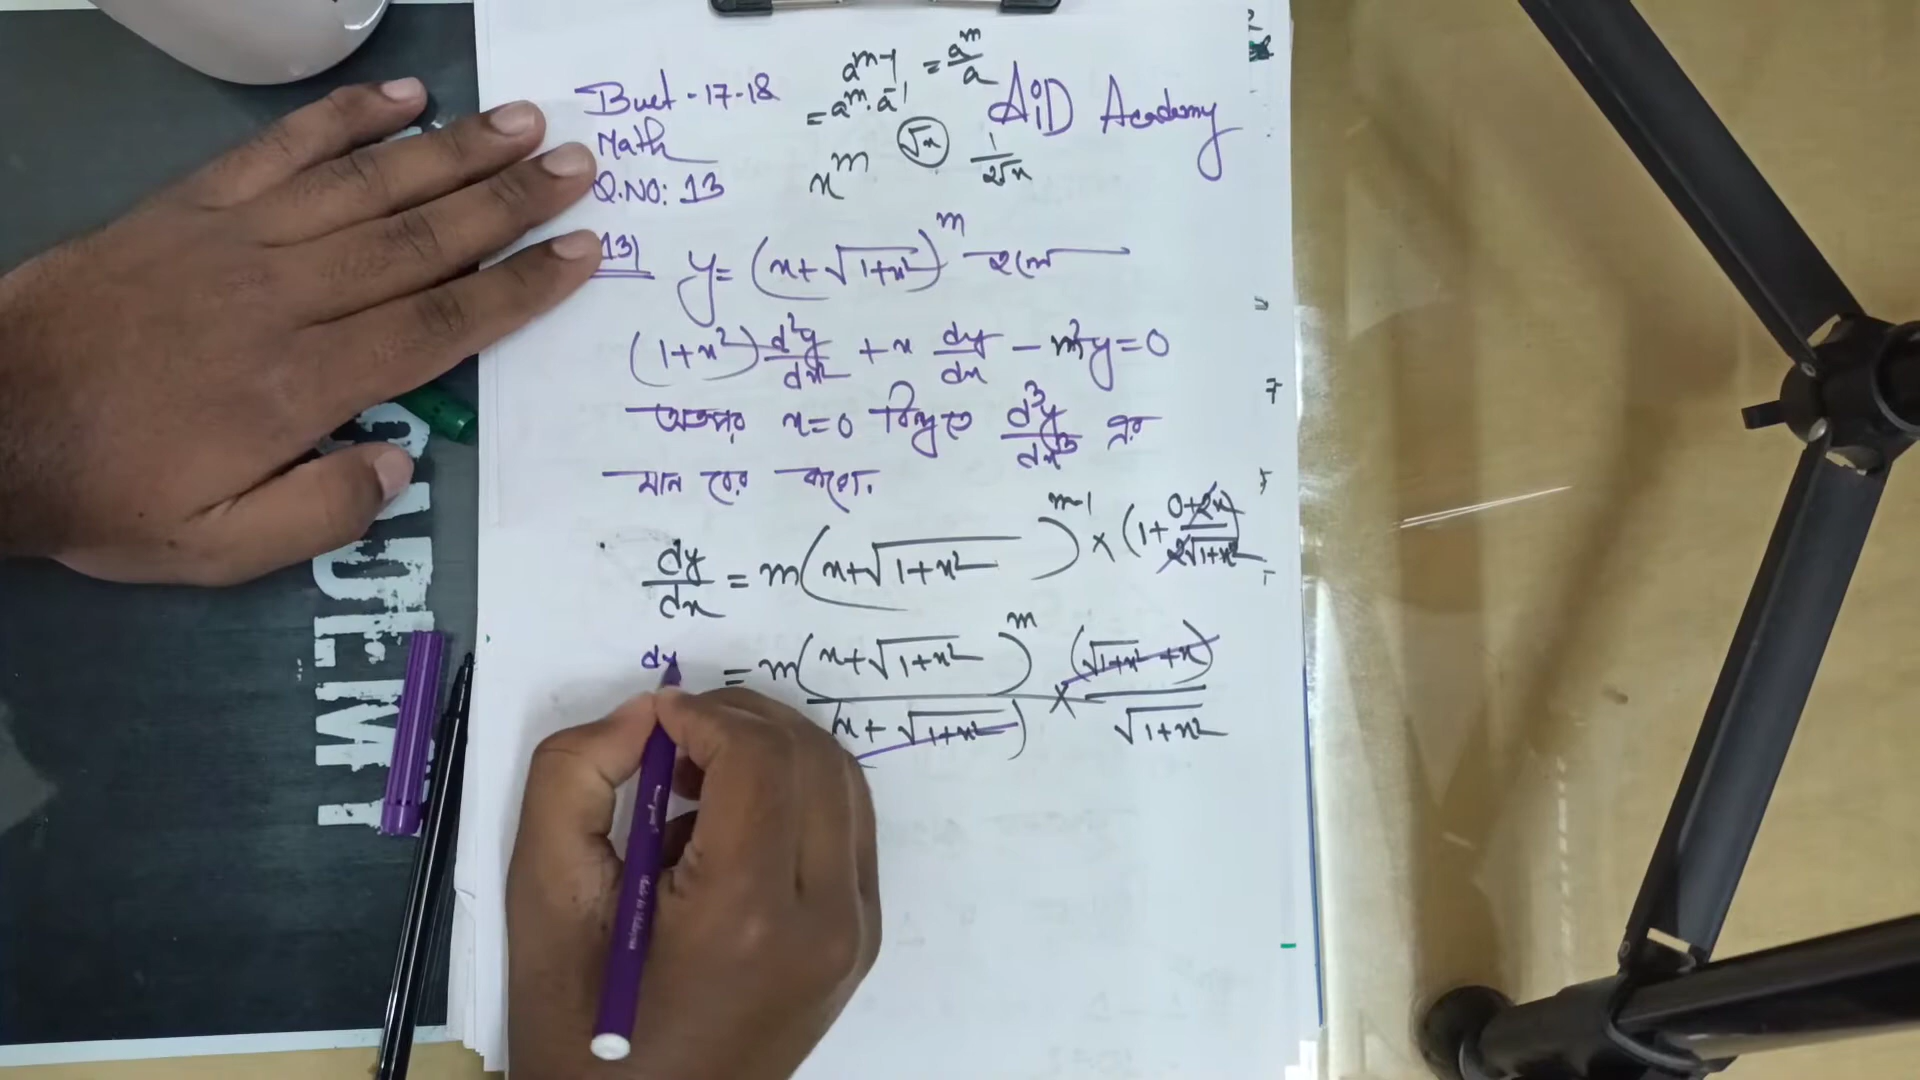 Buet - 17-18
Math
Q.NO: 13
a^{m-1} = a^m/a
= a^m · a^{-1}
x^m √x 1/2√x
AiD Academy
13) y = (x+√1+x²)^m হলে
(1+x²) d²y/dx² + x dy/dx - m²y = 0
অতঃপর x=0 বিন্দুতে d³y/dx³ এর
মান বের করো.
dy/dx = m(x+√1+x²)^{m-1} × (1+ 0+2x/2√1+x²)
dy = m(x+√1+x²)^m/(x+√1+x²) × (√1+x²+x)/√1+x²